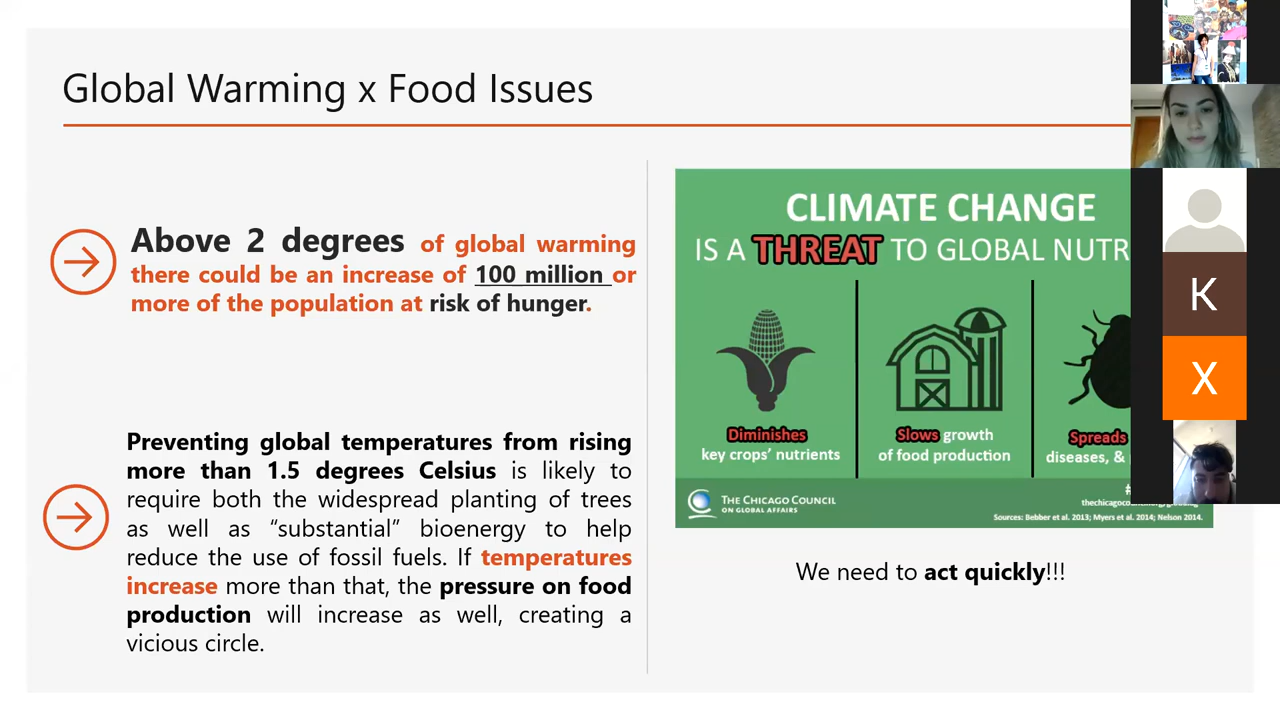 Global Warming x Food Issues
Above 2 degrees of global warming
there could be an increase of 100 million or
more of the population at risk of hunger.
Preventing global temperatures from rising
more than 1.5 degrees Celsius is likely to
require both the widespread planting of trees
as well as “substantial” bioenergy to help
reduce the use of fossil fuels. If temperatures
increase more than that, the pressure on food
production will increase as well, creating a
vicious circle.
CLIMATE CHANGE
IS A THREAT TO GLOBAL NUTR
Diminishes
key crops' nutrients
Slows growth
of food production
Spreads
diseases, &
THE CHICAGO COUNCIL
ON GLOBAL AFFAIRS
Sources: Bebber et al. 2013; Myers et al. 2014; Nelson 2014.
We need to act quickly!!!
K
X